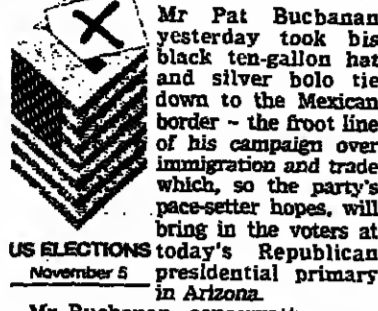 Mr Pat Buchanan
yesterday took his
black ten-gallon hat
and silver bolo tie
down to the Mexican
border – the front line
of his campaign over
immigration and trade
which, so the party's
pace-setter hopes, will
bring in the voters at
US ELECTIONS today's Republican
November 5 presidential primary
in Arizona.
Mr Buchanan,